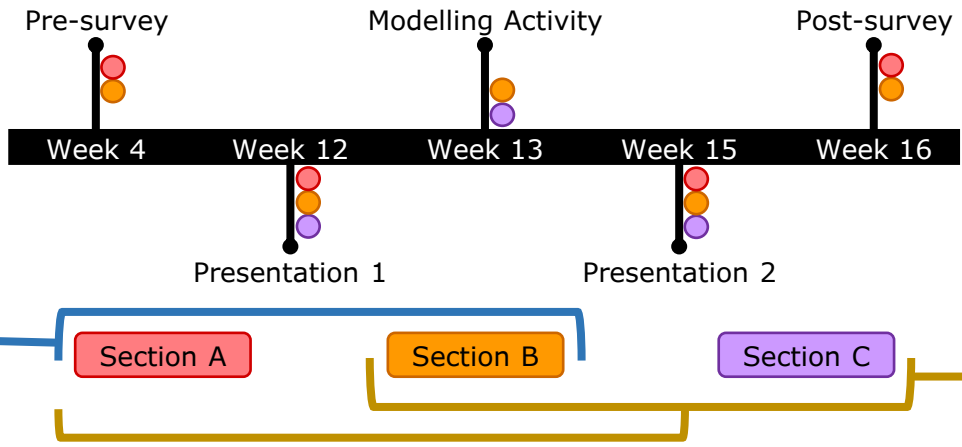 Pre-survey
Modelling Activity
Post-survey
Week 4
Week 12
Week 13
Week 15
Week 16
Presentation 1
Presentation 2
Section A
Section B
Section C